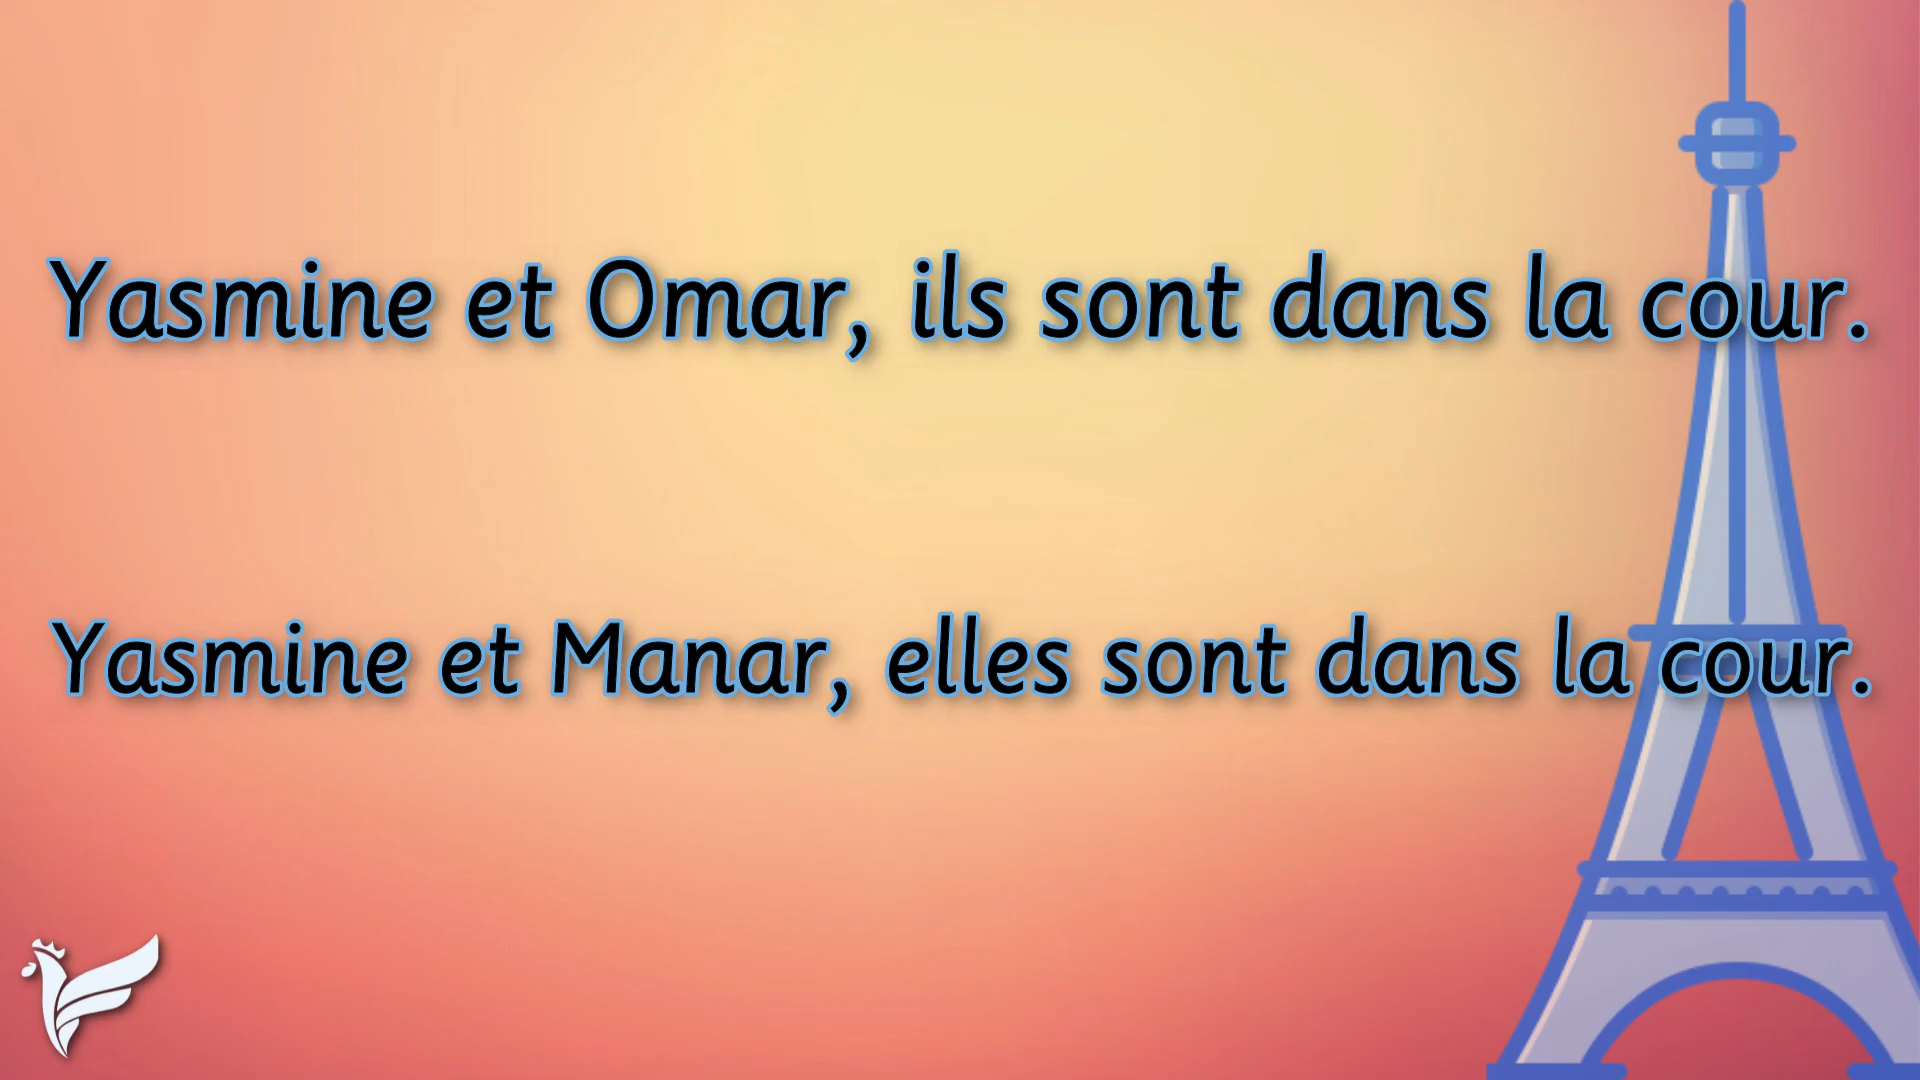 Yasmine et Omar, ils sont dans la cour.
Yasmine et Manar, elles sont dans la cour.